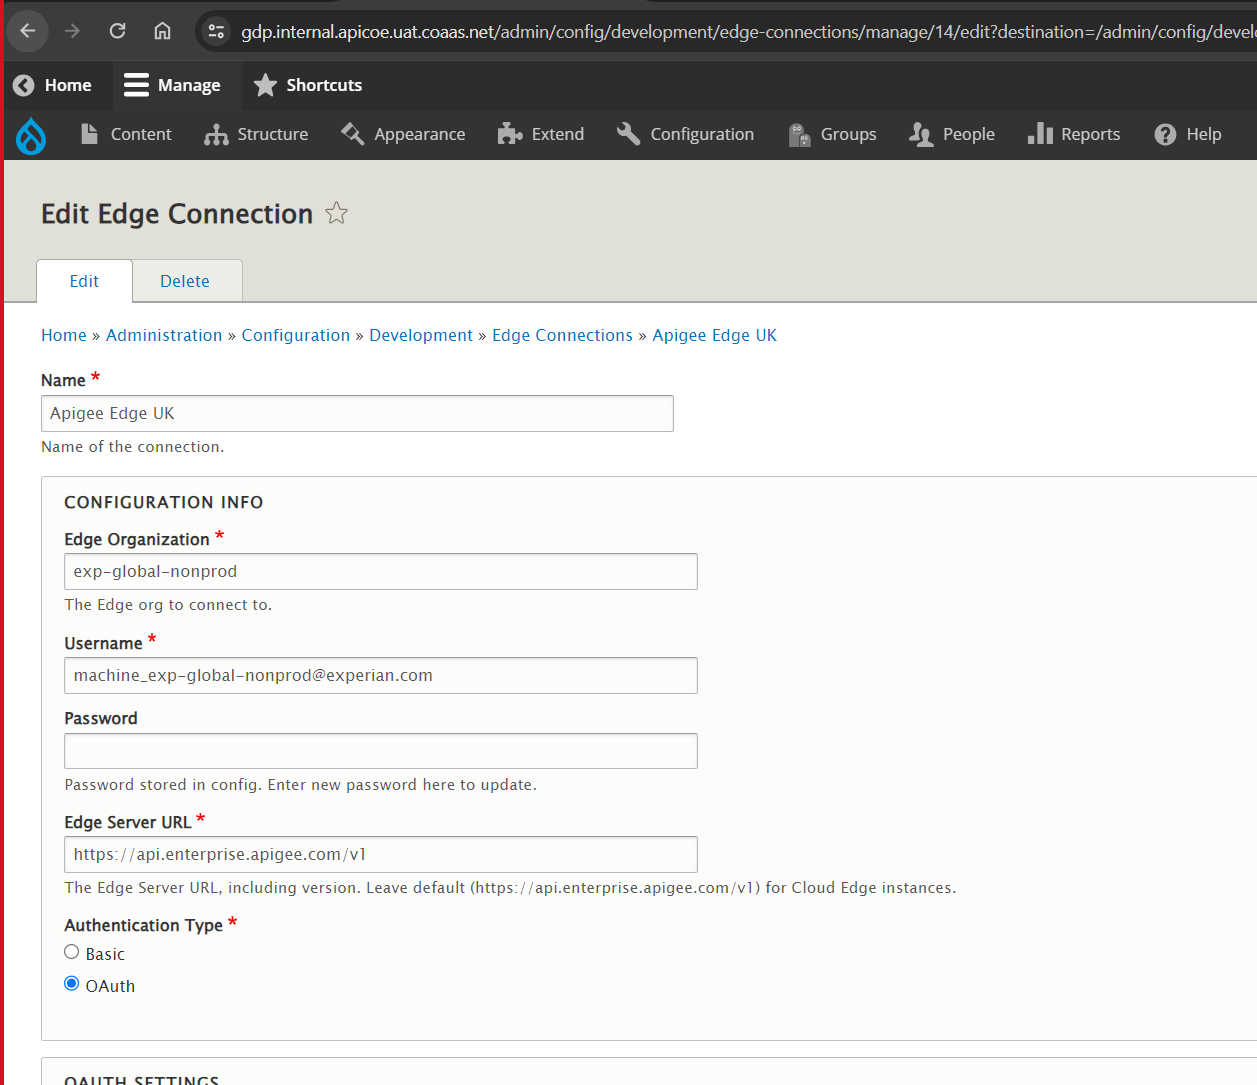 gdp.internal.apicoe.uat.coaas.net/admin/config/development/edge-connections/manage/14/edit?destination=/admin/config/devel
Home Manage Shortcuts
Content Structure Appearance Extend Configuration Groups People Reports Help
Edit Edge Connection
Edit Delete
Home » Administration » Configuration » Development » Edge Connections » Apigee Edge UK
Name *
Apigee Edge UK
Name of the connection.
CONFIGURATION INFO
Edge Organization *
exp-global-nonprod
The Edge org to connect to.
Username *
machine_exp-global-nonprod@experian.com
Password
Password stored in config. Enter new password here to update.
Edge Server URL *
https://api.enterprise.apigee.com/v1
The Edge Server URL, including version. Leave default (https://api.enterprise.apigee.com/v1) for Cloud Edge instances.
Authentication Type *
Basic
OAuth
OAUTH SETTINGS